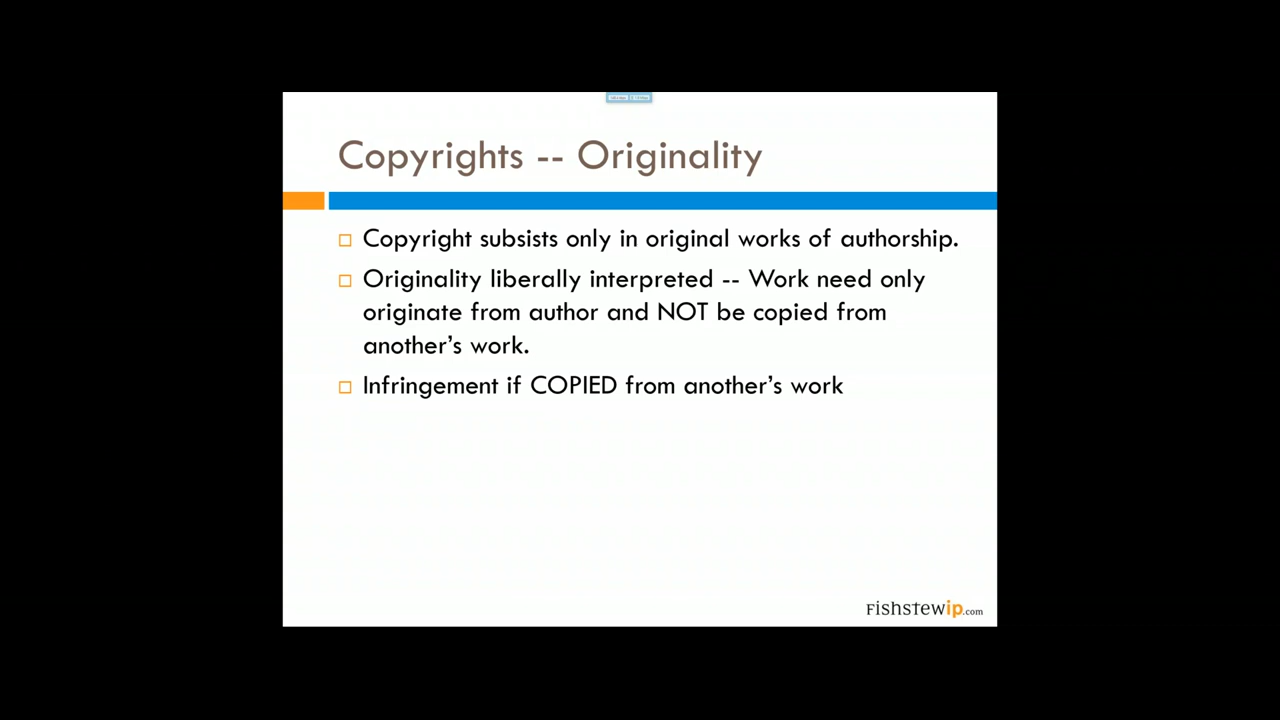 Copyrights -- Originality
Copyright subsists only in original works of authorship.
Originality liberally interpreted -- Work need only
originate from author and NOT be copied from
another’s work.
Infringement if COPIED from another’s work
Fishstewip.com